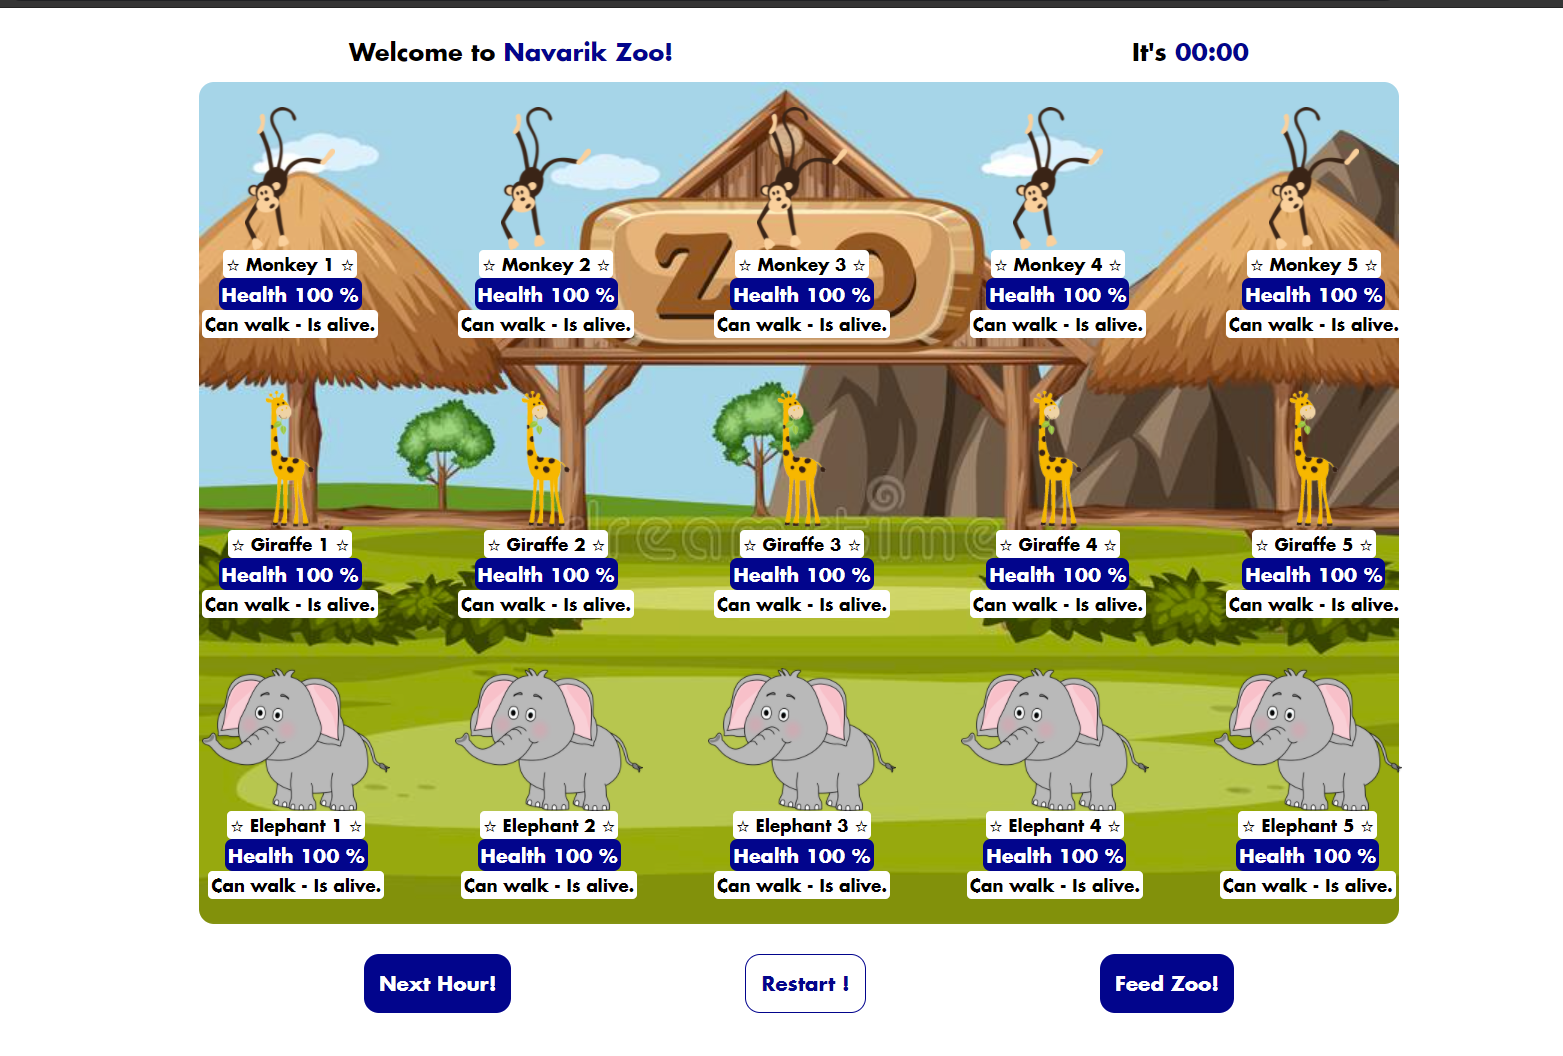 Welcome to Navarik Zoo!
It's 00:00
ZOO
☆ Monkey 1 ☆
Health 100 %
Can walk - Is alive.
☆ Monkey 2 ☆
Health 100 %
Can walk - Is alive.
☆ Monkey 3 ☆
Health 100 %
Can walk - Is alive.
☆ Monkey 4 ☆
Health 100 %
Can walk - Is alive.
☆ Monkey 5 ☆
Health 100 %
Can walk - Is alive.
☆ Giraffe 1 ☆
Health 100 %
Can walk - Is alive.
☆ Giraffe 2 ☆
Health 100 %
Can walk - Is alive.
☆ Giraffe 3 ☆
Health 100 %
Can walk - Is alive.
☆ Giraffe 4 ☆
Health 100 %
Can walk - Is alive.
☆ Giraffe 5 ☆
Health 100 %
Can walk - Is alive.
dreamstime
☆ Elephant 1 ☆
Health 100 %
Can walk - Is alive.
☆ Elephant 2 ☆
Health 100 %
Can walk - Is alive.
☆ Elephant 3 ☆
Health 100 %
Can walk - Is alive.
☆ Elephant 4 ☆
Health 100 %
Can walk - Is alive.
☆ Elephant 5 ☆
Health 100 %
Can walk - Is alive.
Next Hour!
Restart !
Feed Zoo!